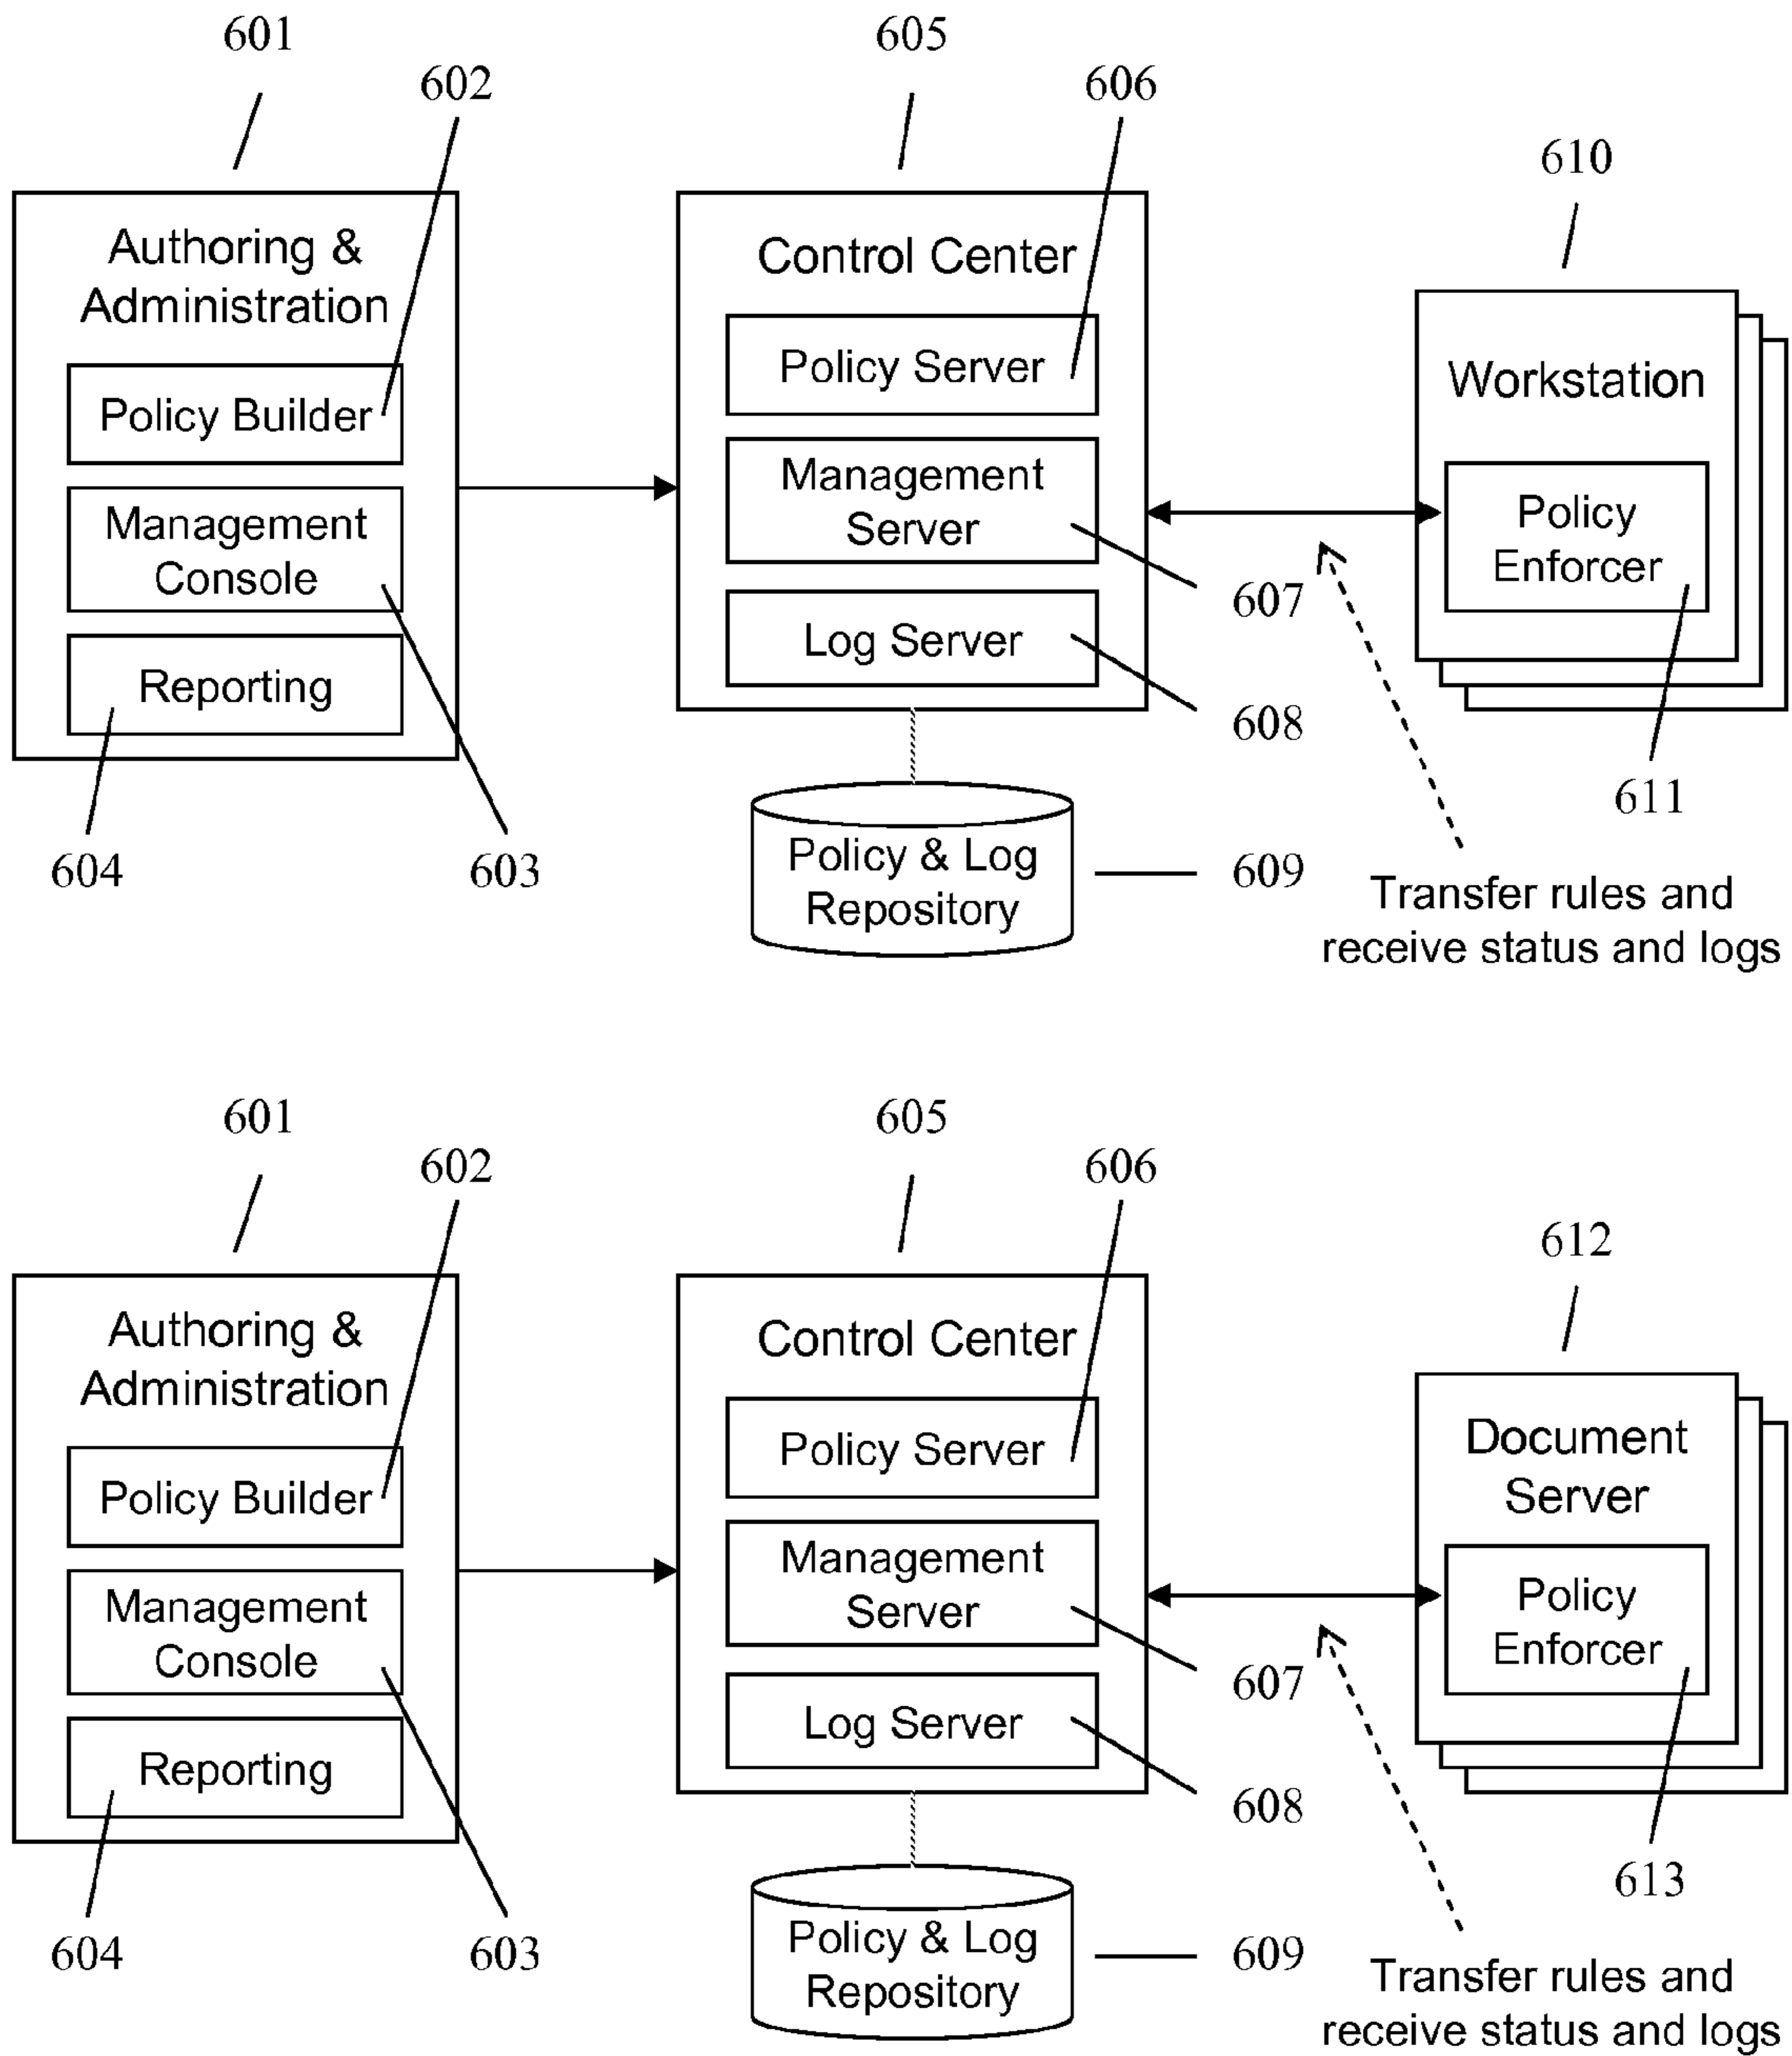 601
602
605
606
610
Authoring &
Administration
Policy Builder
Management
Console
Reporting
604
603
Control Center
Policy Server
Management
Server
Log Server
607
608
Policy & Log
Repository
609
Workstation
Policy
Enforcer
611
Transfer rules and
receive status and logs
601
602
605
606
612
Authoring &
Administration
Policy Builder
Management
Console
Reporting
604
603
Control Center
Policy Server
Management
Server
Log Server
607
608
Policy & Log
Repository
609
Document
Server
Policy
Enforcer
613
Transfer rules and
receive status and logs